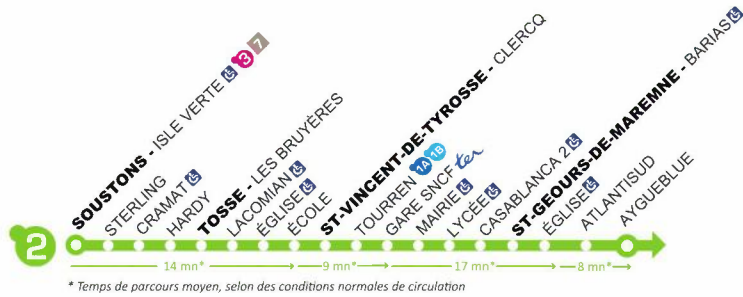 2
SOUSTONS - ISLE VERTE 3 7
STERLING
CRAMAT
HARDY
TOSSE - LES BRUYÈRES
LACOMIAN
ÉGLISE
ÉCOLE
ST-VINCENT-DE-TYROSSE - CLERCQ
TOURREN 1A 1B
GARE SNCF ter
MAIRIE
LYCÉE
CASABLANCA 2
ST-GEOURS-DE-MAREMNE - BARIAS
ÉGLISE
ATLANTISUD
AYGUEBLUE
14 mn* 9 mn* 17 mn* 8 mn*
* Temps de parcours moyen, selon des conditions normales de circulation